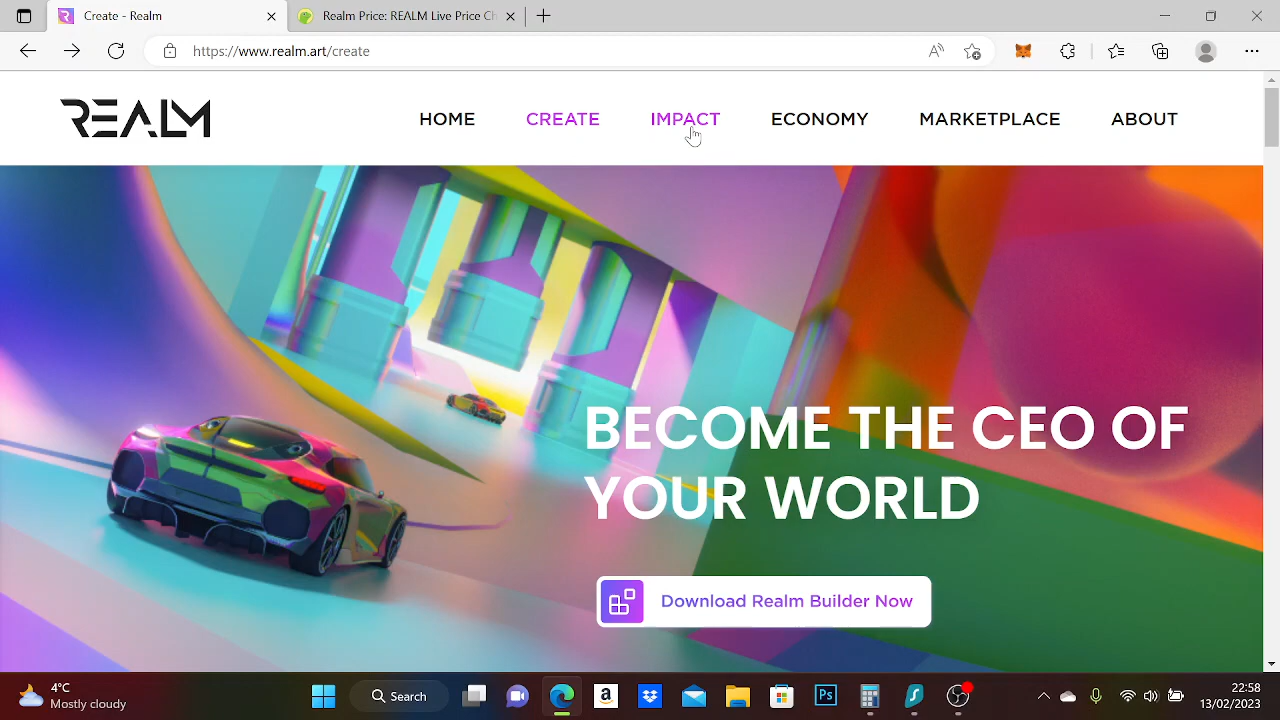 Create - Realm
Realm Price: REALM Live Price Ch
https://www.realm.art/create
REALM
HOME
CREATE
IMPACT
ECONOMY
MARKETPLACE
ABOUT
BECOME THE CEO OF
YOUR WORLD
Download Realm Builder Now
4°C
Mostly cloudy
Search
a
Ps
22:58
13/02/2023